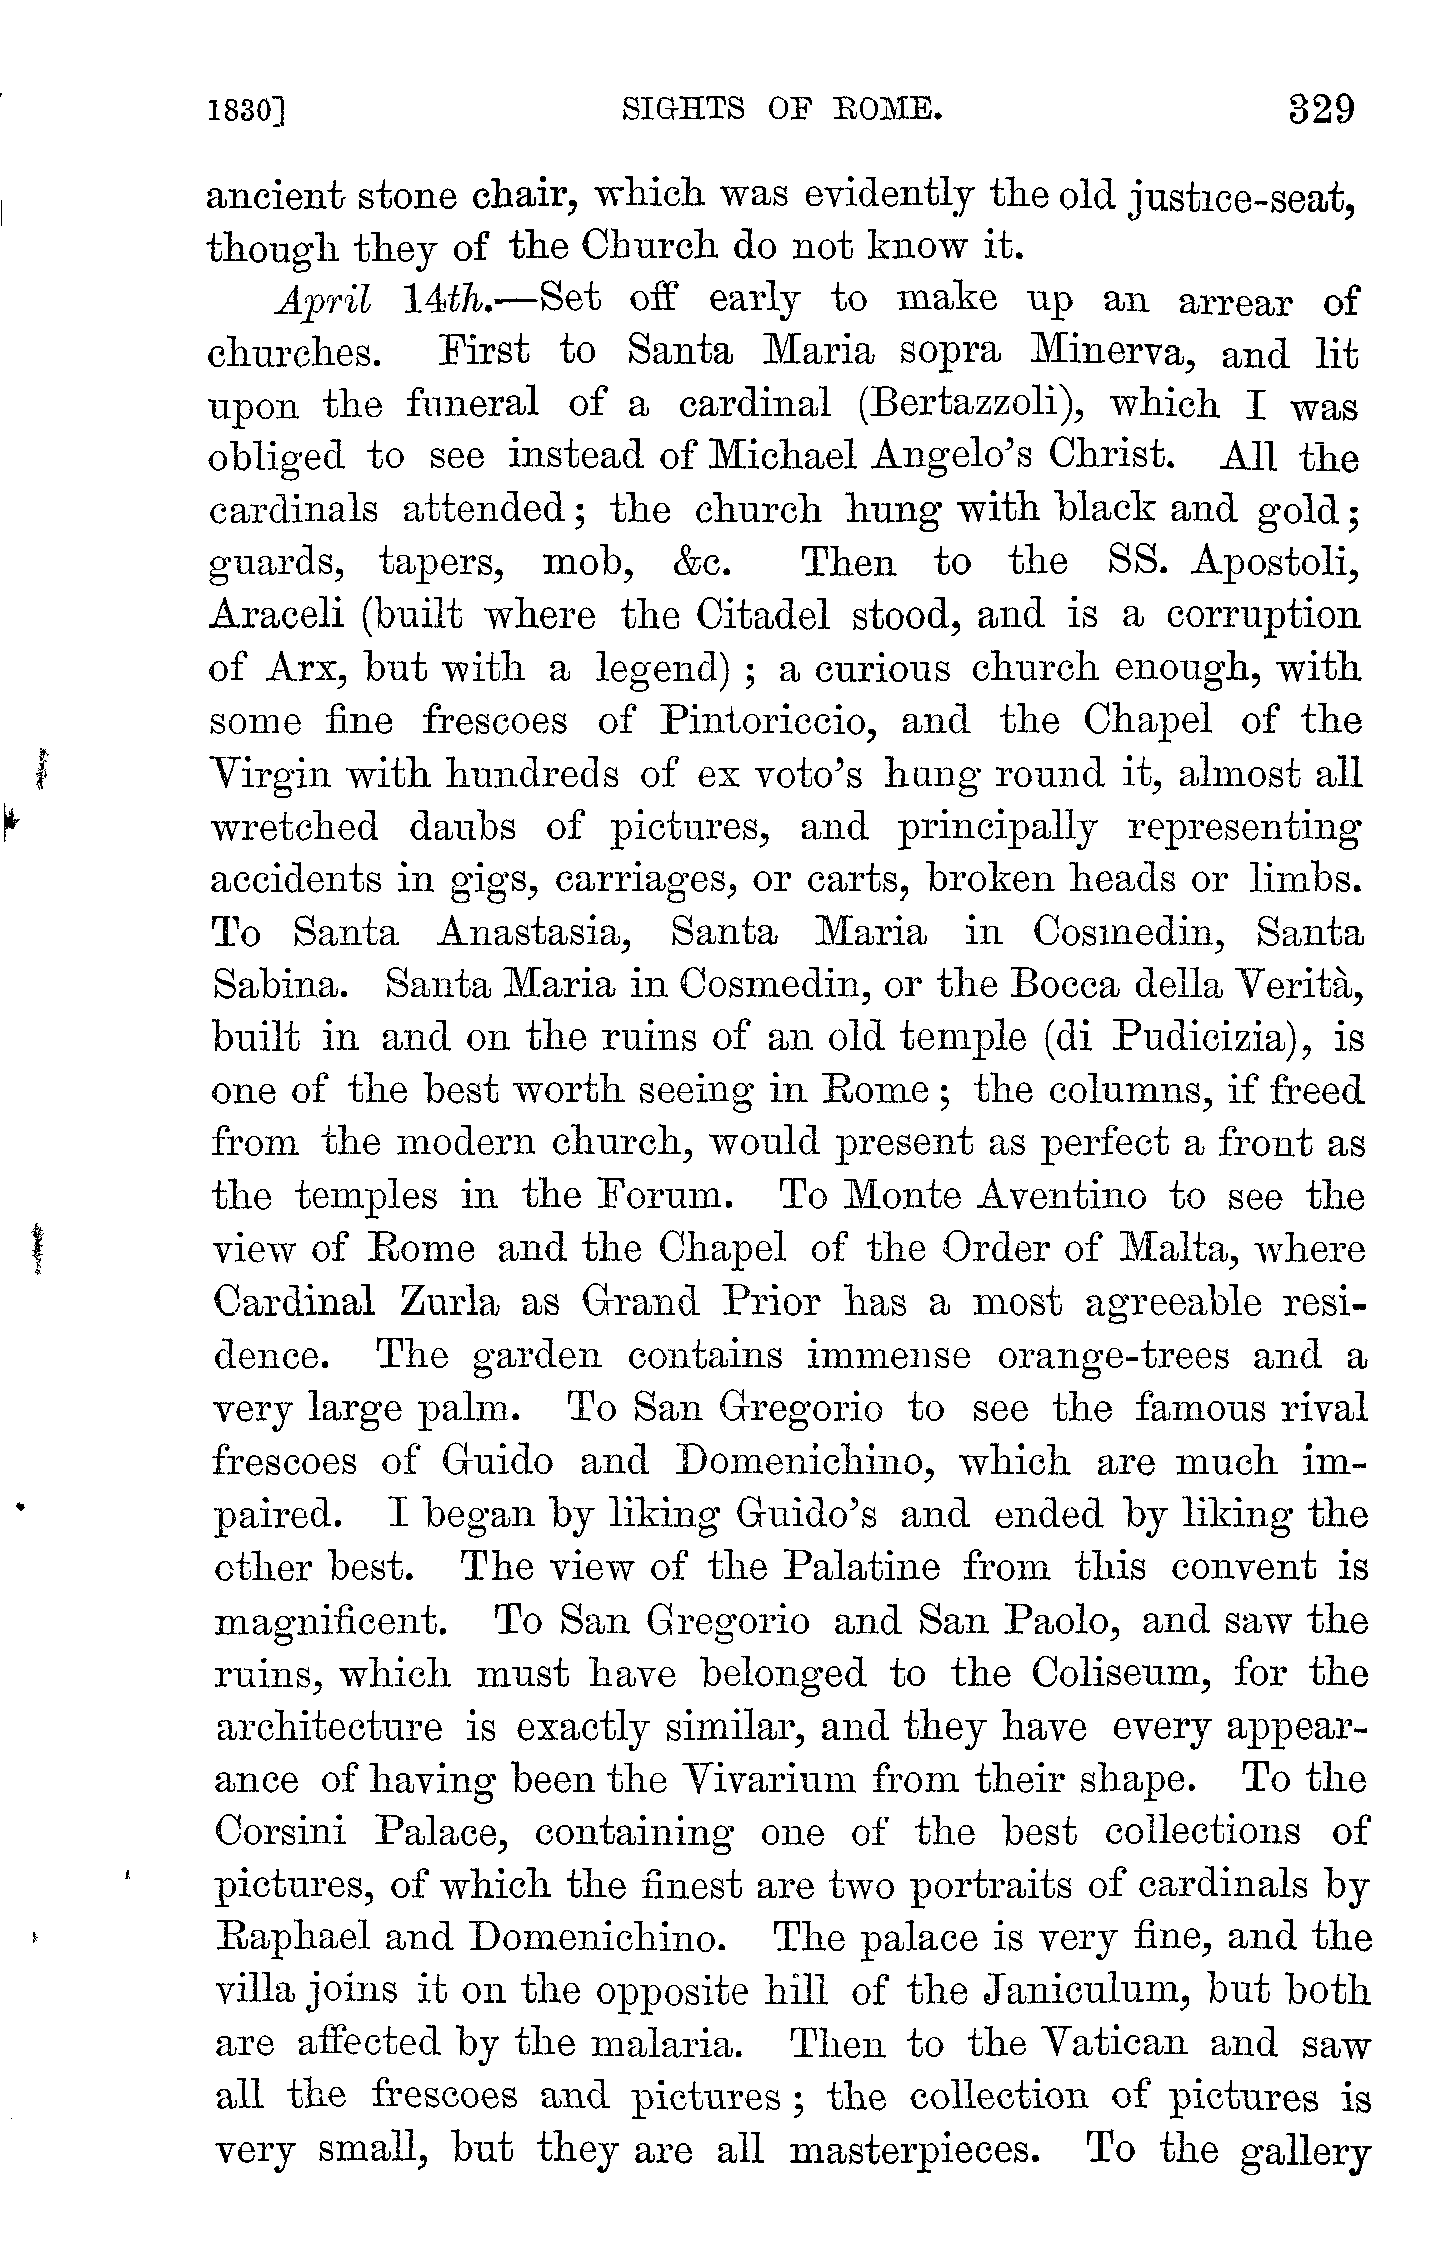 1830] SIGHTS OF ROME. 329
ancient stone chair, which was evidently the old justice-seat,
though they of the Church do not know it.
April 14th.—Set off early to make up an arrear of
churches. First to Santa Maria sopra Minerva, and lit
upon the funeral of a cardinal (Bertazzoli), which I was
obliged to see instead of Michael Angelo's Christ. All the
cardinals attended; the church hung with black and gold;
guards, tapers, mob, &c. Then to the SS. Apostoli,
Araceli (built where the Citadel stood, and is a corruption
of Arx, but with a legend); a curious church enough, with
some fine frescoes of Pintoriccio, and the Chapel of the
Virgin with hundreds of ex voto's hung round it, almost all
wretched daubs of pictures, and principally representing
accidents in gigs, carriages, or carts, broken heads or limbs.
To Santa Anastasia, Santa Maria in Cosmedin, Santa
Sabina. Santa Maria in Cosmedin, or the Bocca della Verità,
built in and on the ruins of an old temple (di Pudicizia), is
one of the best worth seeing in Rome; the columns, if freed
from the modern church, would present as perfect a front as
the temples in the Forum. To Monte Aventino to see the
view of Rome and the Chapel of the Order of Malta, where
Cardinal Zurla as Grand Prior has a most agreeable resi-
dence. The garden contains immense orange-trees and a
very large palm. To San Gregorio to see the famous rival
frescoes of Guido and Domenichino, which are much im-
paired. I began by liking Guido's and ended by liking the
other best. The view of the Palatine from this convent is
magnificent. To San Gregorio and San Paolo, and saw the
ruins, which must have belonged to the Coliseum, for the
architecture is exactly similar, and they have every appear-
ance of having been the Vivarium from their shape. To the
Corsini Palace, containing one of the best collections of
pictures, of which the finest are two portraits of cardinals by
Raphael and Domenichino. The palace is very fine, and the
villa joins it on the opposite hill of the Janiculum, but both
are affected by the malaria. Then to the Vatican and saw
all the frescoes and pictures; the collection of pictures is
very small, but they are all masterpieces. To the gallery